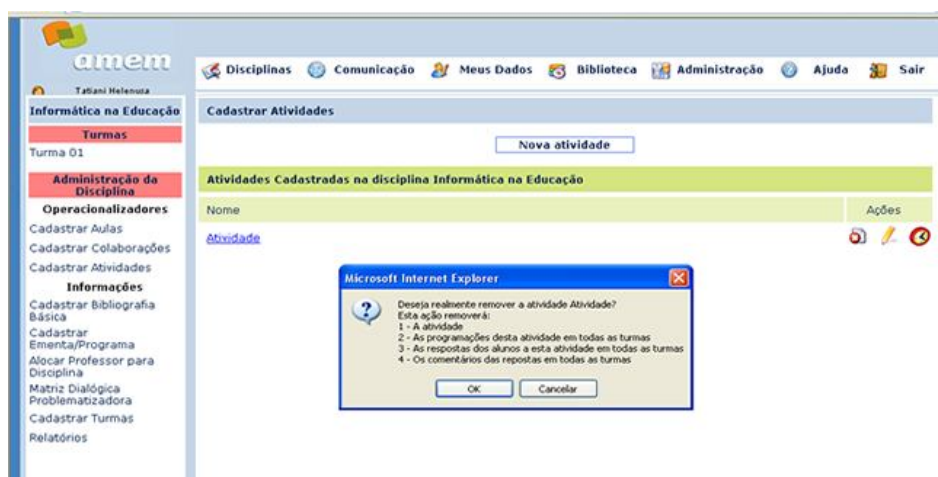 amem
Tatiani Helenusa
Disciplinas Comunicação Meus Dados Biblioteca Administração Ajuda Sair
Informática na Educação
Turmas
Turma 01
Administração da
Disciplina
Operacionalizadores
Cadastrar Aulas
Cadastrar Colaborações
Cadastrar Atividades
Informações
Cadastrar Bibliografia
Básica
Cadastrar
Ementa/Programa
Alocar Professor para
Disciplina
Matriz Dialógica
Problematizadora
Cadastrar Turmas
Relatórios
Cadastrar Atividades
Nova atividade
Atividades Cadastradas na disciplina Informática na Educação
Nome Ações
Atividade
Microsoft Internet Explorer
Deseja realmente remover a atividade Atividade?
Esta ação removerá:
1 - A atividade
2 - As programações desta atividade em todas as turmas
3 - As respostas dos alunos a esta atividade em todas as turmas
4 - Os comentários das repostas em todas as turmas
OK Cancelar